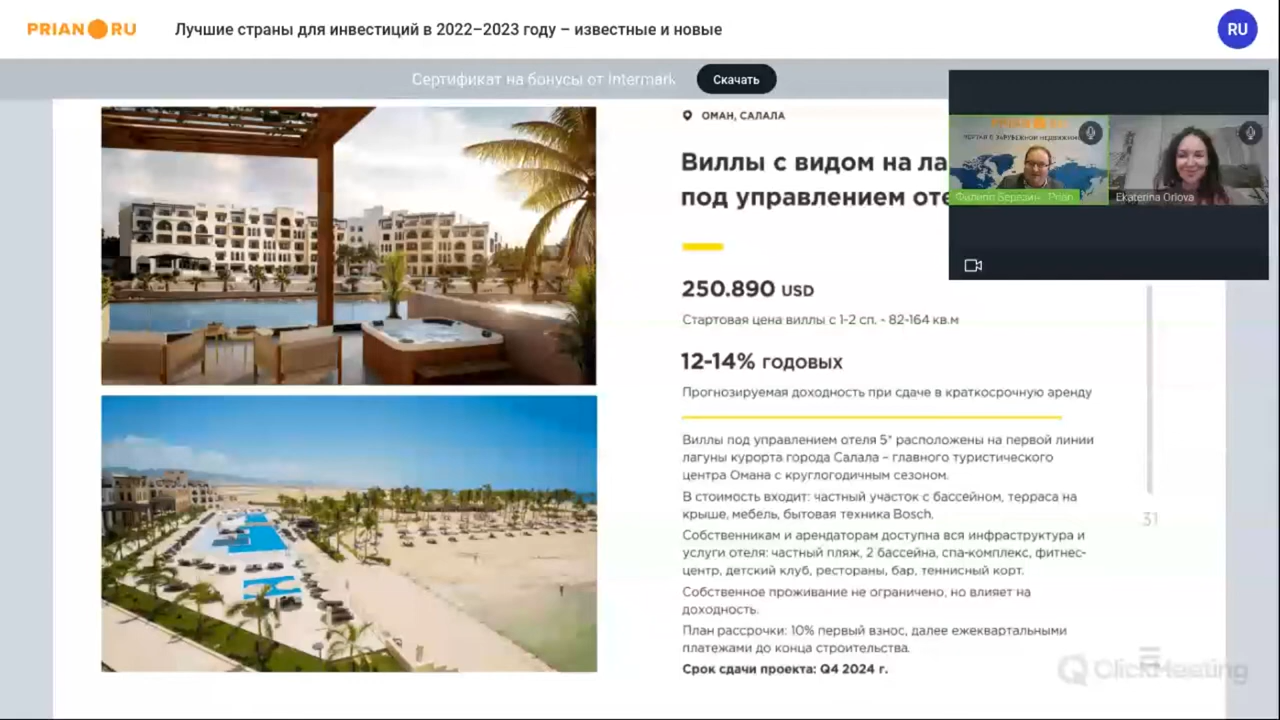 PRIAN RU
Лучшие страны для инвестиций в 2022–2023 году – известные и новые
RU
Сертификат на бонусы от Intermark
Скачать
ОМАН, САЛАЛА
Виллы с видом на ла
под управлением оте
Филипп Березин - Prian
Ekaterina Orlova
250.890 USD
Стартовая цена виллы с 1-2 сп. - 82-164 кв.м
12-14% годовых
Прогнозируемая доходность при сдаче в краткосрочную аренду
Виллы под управлением отеля 5* расположены на первой линии
лагуны курорта города Салала – главного туристического
центра Омана с круглогодичным сезоном.
В стоимость входит: частный участок с бассейном, терраса на
крыше, мебель, бытовая техника Bosch.
Собственникам и арендаторам доступна вся инфраструктура и
услуги отеля: частный пляж, 2 бассейна, спа-комплекс, фитнес-
центр, детский клуб, рестораны, бар, теннисный корт.
Собственное проживание не ограничено, но влияет на
доходность.
План рассрочки: 10% первый взнос, далее ежеквартальными
платежами до конца строительства.
Срок сдачи проекта: Q4 2024 г.
31
ClickMeeting